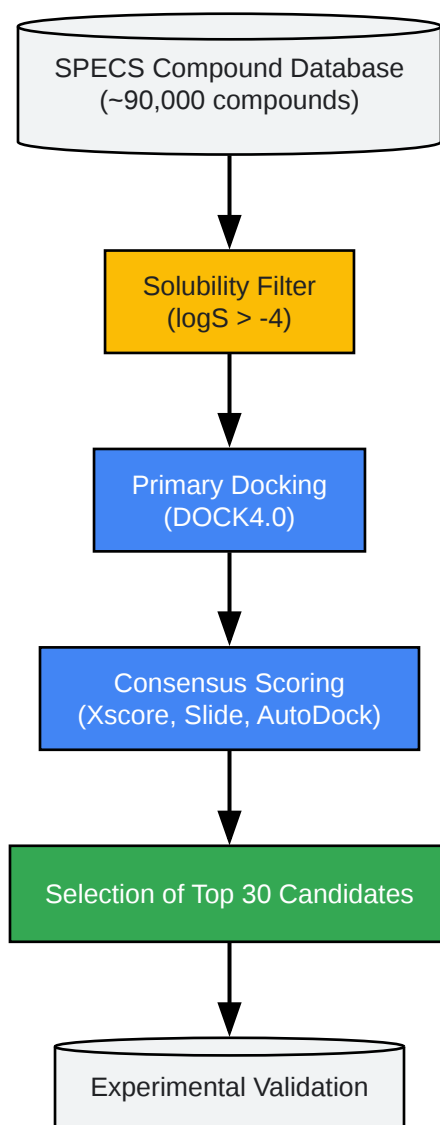 SPECS Compound Database
(~90,000 compounds)
Solubility Filter
(logS > -4)
Primary Docking
(DOCK4.0)
Consensus Scoring
(Xscore, Slide, AutoDock)
Selection of Top 30 Candidates
Experimental Validation